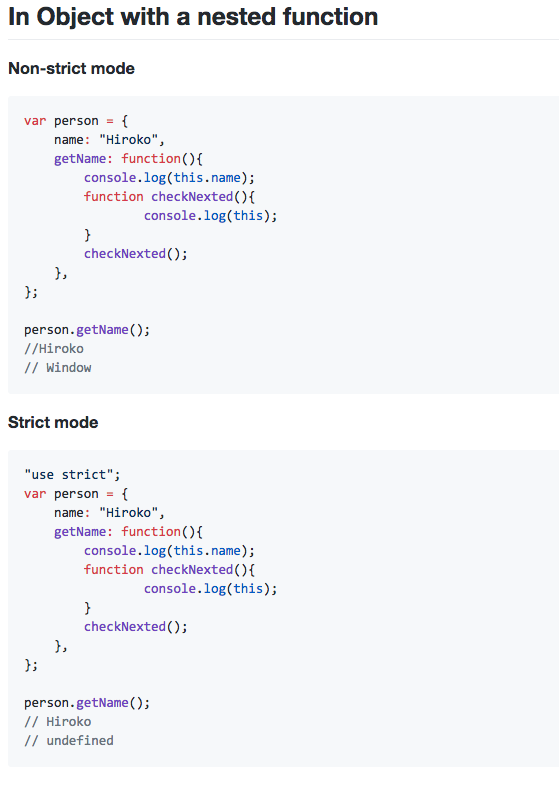 In Object with a nested function
Non-strict mode
var person = {
    name: "Hiroko",
    getName: function(){
        console.log(this.name);
        function checkNexted(){
                console.log(this);
        }
        checkNexted();
    },
};
person.getName();
//Hiroko
// Window
Strict mode
"use strict";
var person = {
    name: "Hiroko",
    getName: function(){
        console.log(this.name);
        function checkNexted(){
                console.log(this);
        }
        checkNexted();
    },
};
person.getName();
// Hiroko
// undefined